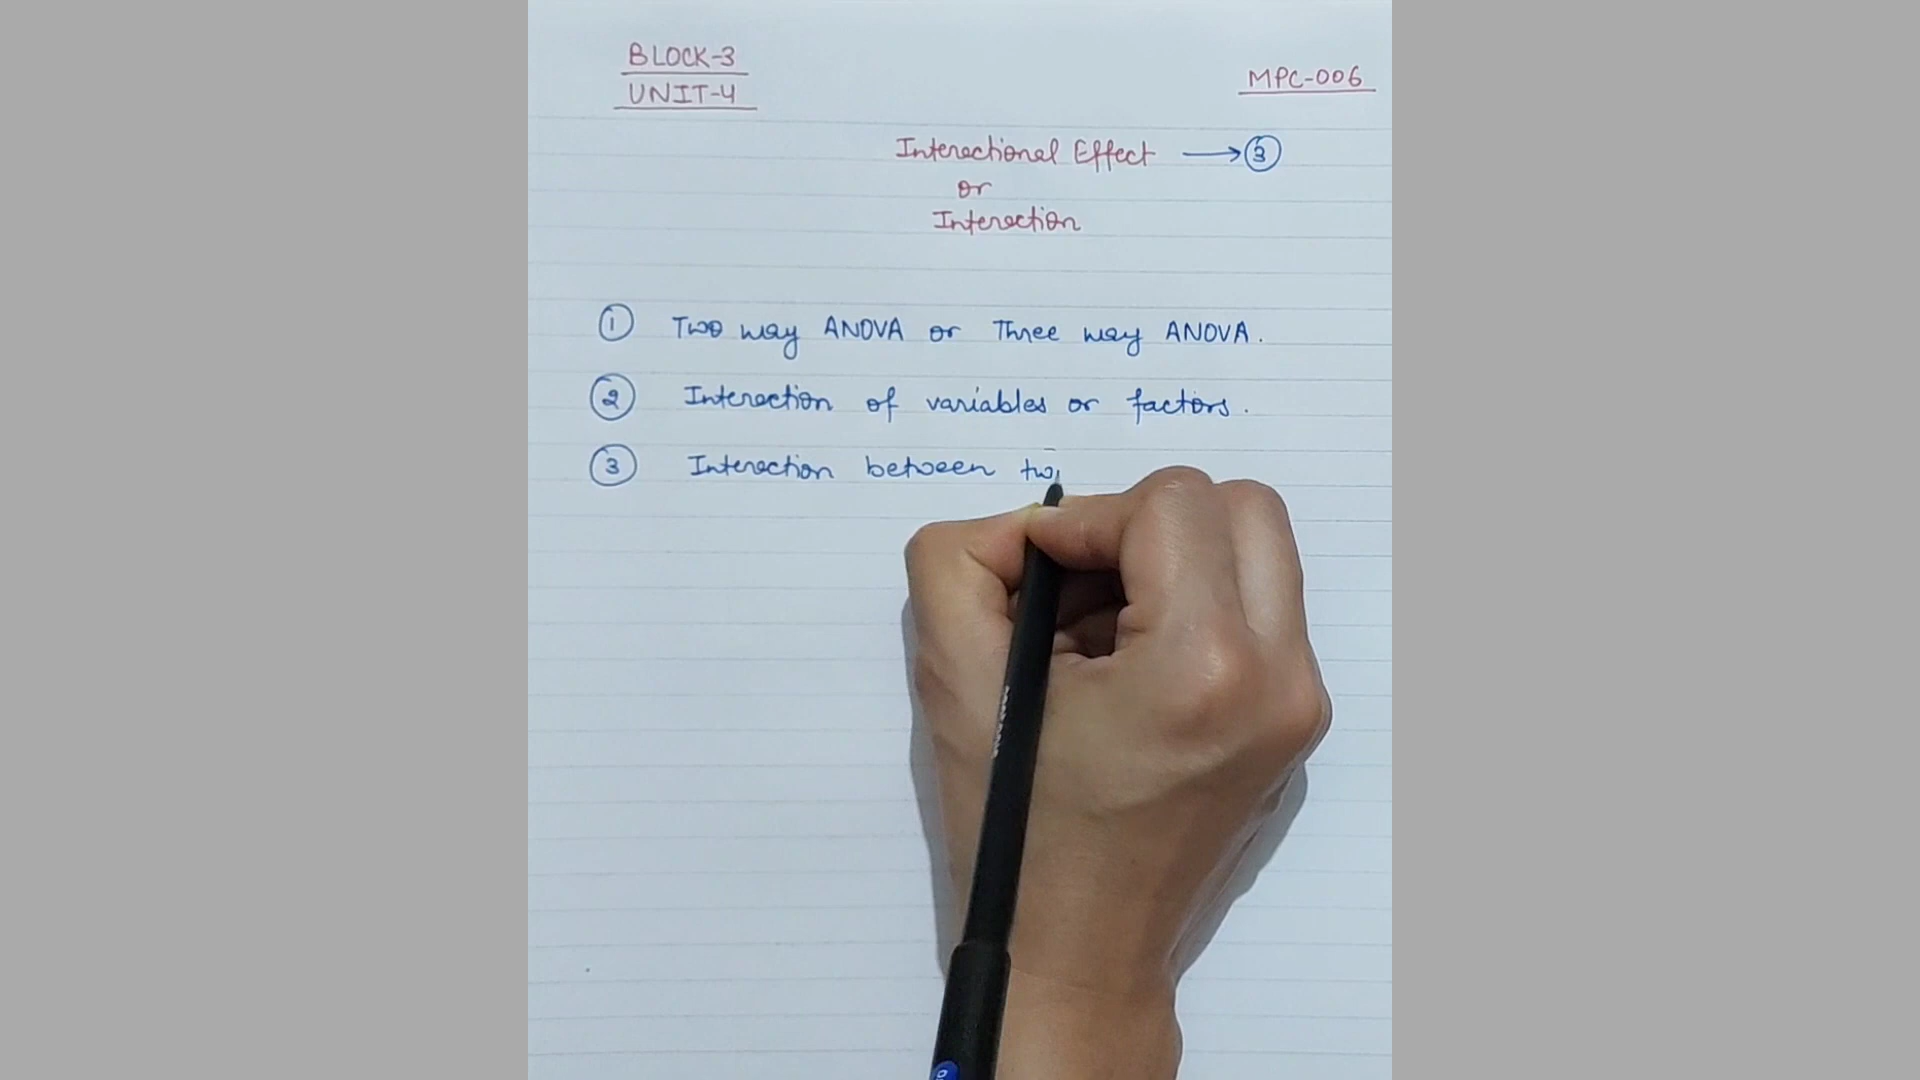 BLOCK-3
UNIT-4
MPC-006
Interactional Effect → 3
or
Interaction
1 Two way ANOVA or Three way ANOVA.
2 Interaction of variables or factors.
3 Interaction between tw